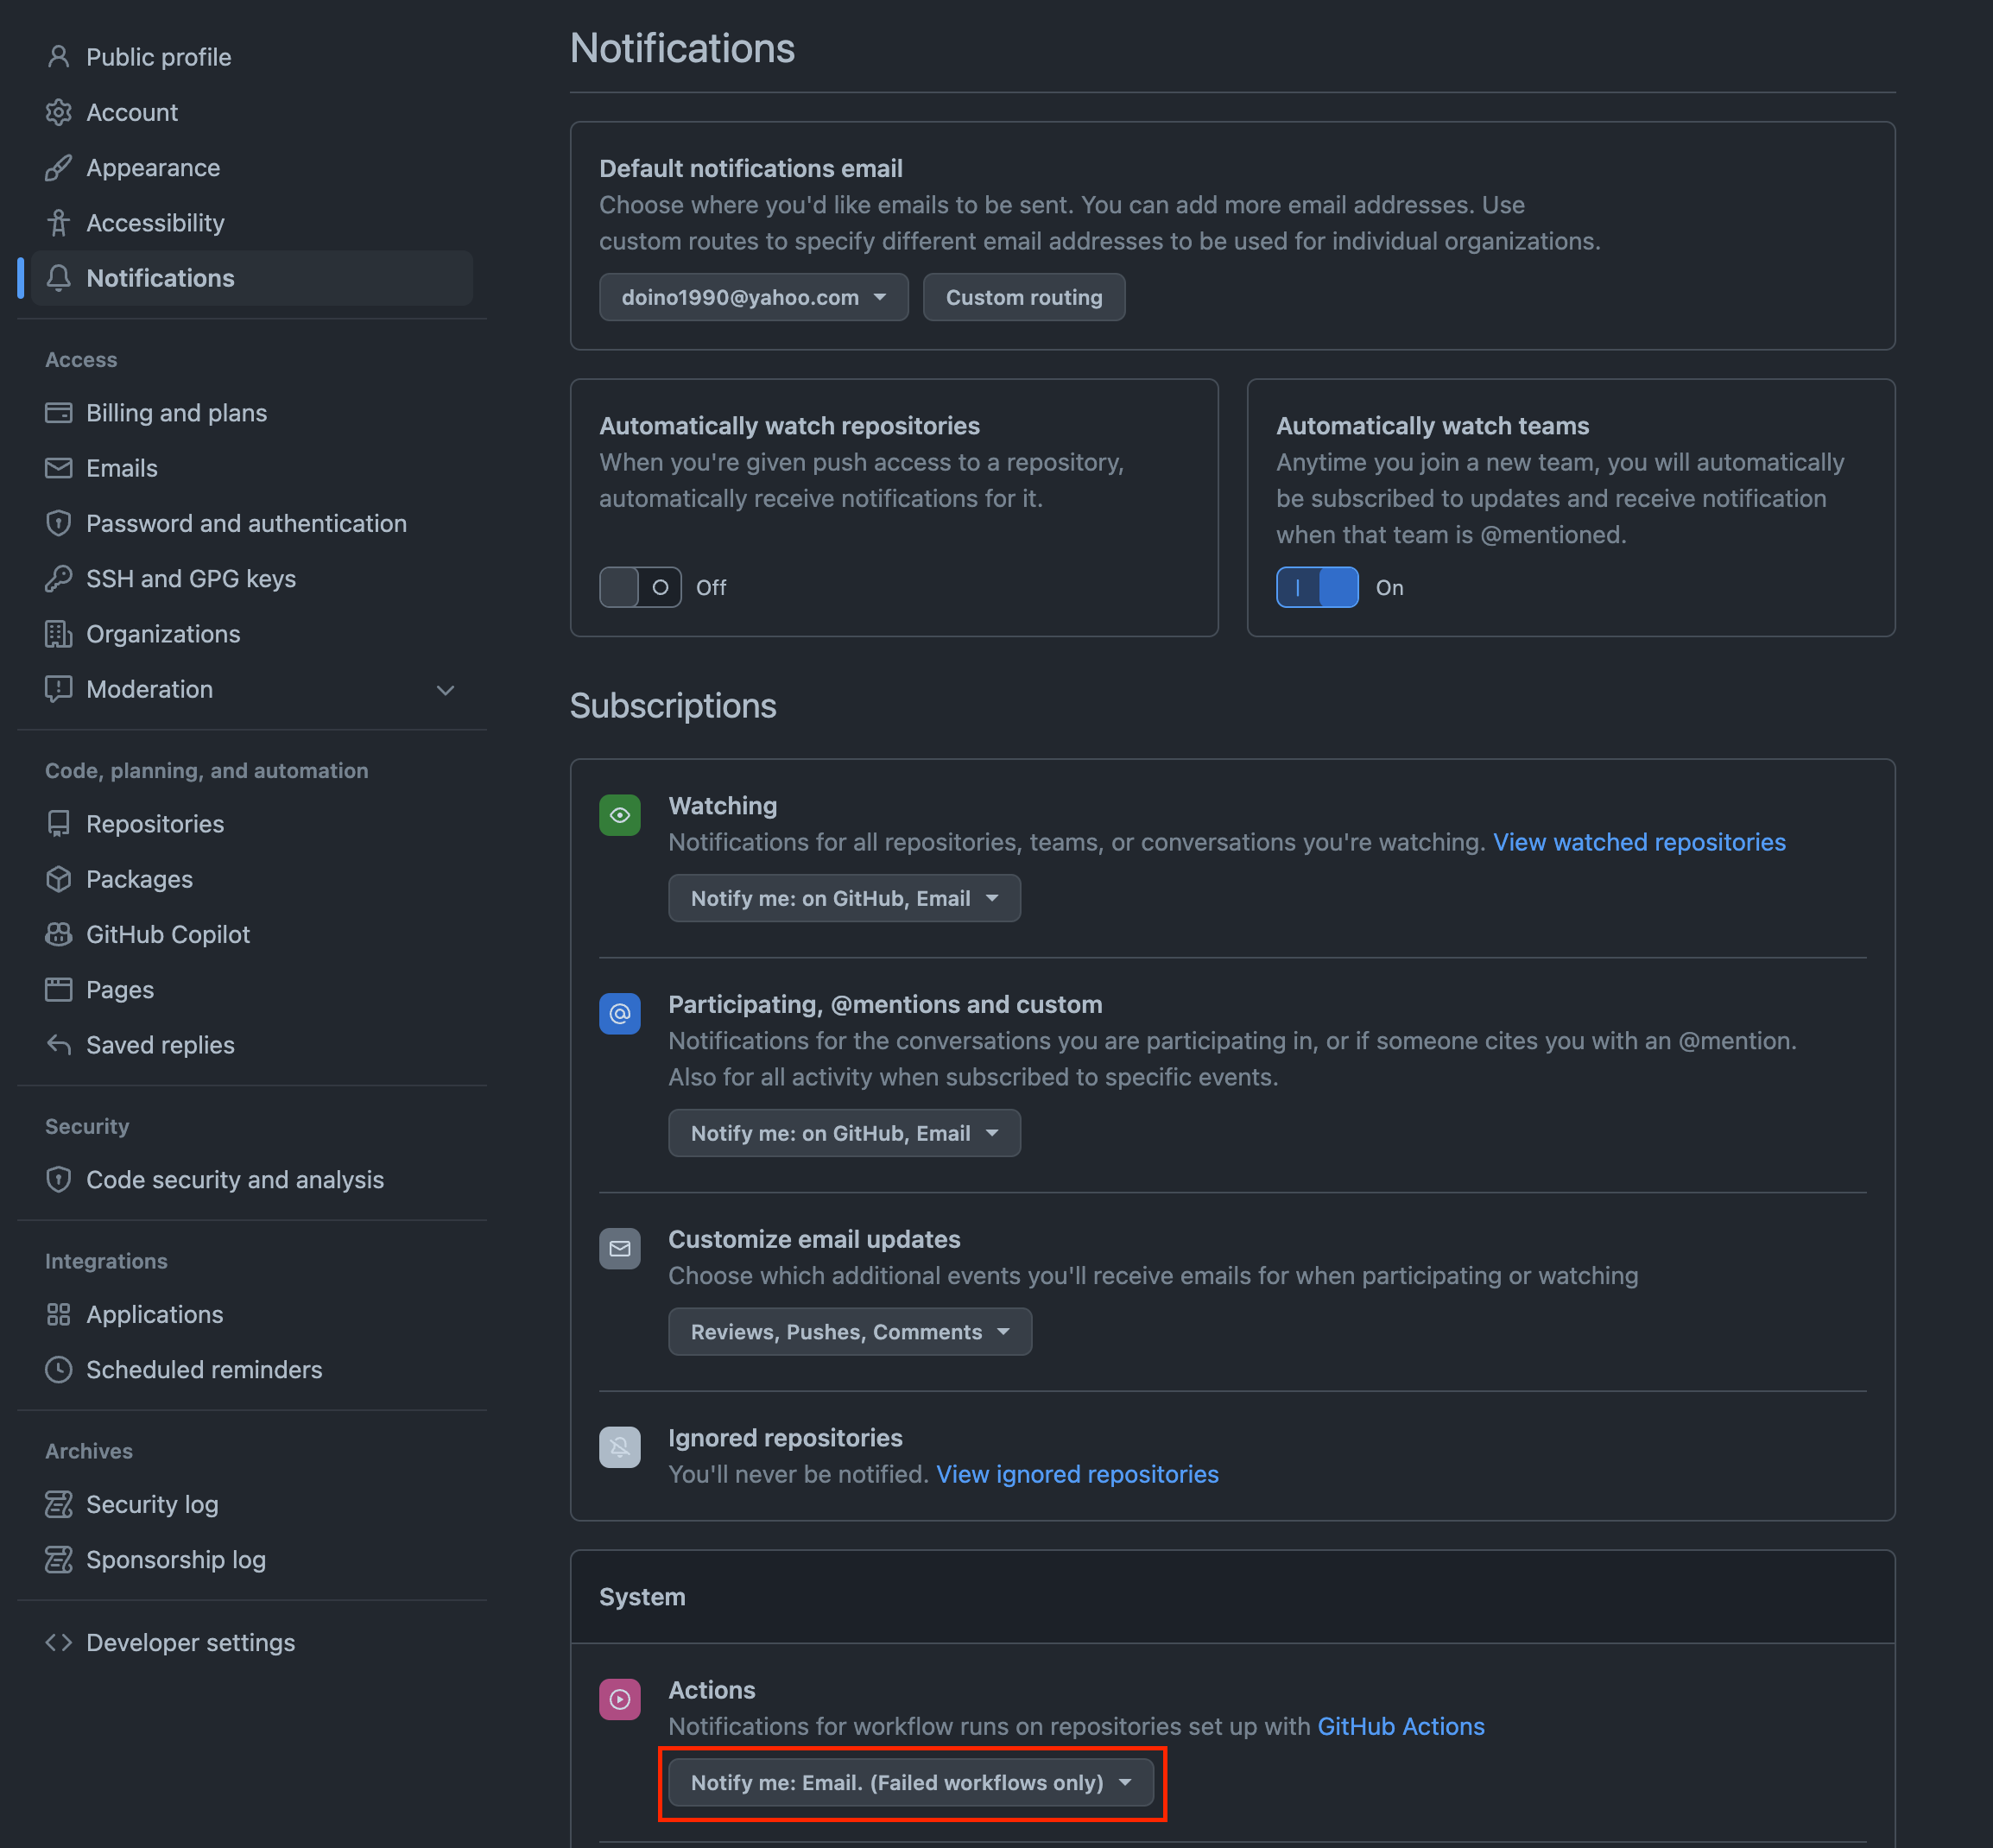 Public profile
Account
Appearance
Accessibility
Notifications
Access
Billing and plans
Emails
Password and authentication
SSH and GPG keys
Organizations
Moderation
Code, planning, and automation
Repositories
Packages
GitHub Copilot
Pages
Saved replies
Security
Code security and analysis
Integrations
Applications
Scheduled reminders
Archives
Security log
Sponsorship log
Developer settings
Notifications
Default notifications email
Choose where you'd like emails to be sent. You can add more email addresses. Use
custom routes to specify different email addresses to be used for individual organizations.
doino1990@yahoo.com
Custom routing
Automatically watch repositories
When you're given push access to a repository,
automatically receive notifications for it.
Off
Automatically watch teams
Anytime you join a new team, you will automatically
be subscribed to updates and receive notification
when that team is @mentioned.
On
Subscriptions
Watching
Notifications for all repositories, teams, or conversations you're watching. View watched repositories
Notify me: on GitHub, Email
Participating, @mentions and custom
Notifications for the conversations you are participating in, or if someone cites you with an @mention.
Also for all activity when subscribed to specific events.
Notify me: on GitHub, Email
Customize email updates
Choose which additional events you'll receive emails for when participating or watching
Reviews, Pushes, Comments
Ignored repositories
You'll never be notified. View ignored repositories
System
Actions
Notifications for workflow runs on repositories set up with GitHub Actions
Notify me: Email. (Failed workflows only)